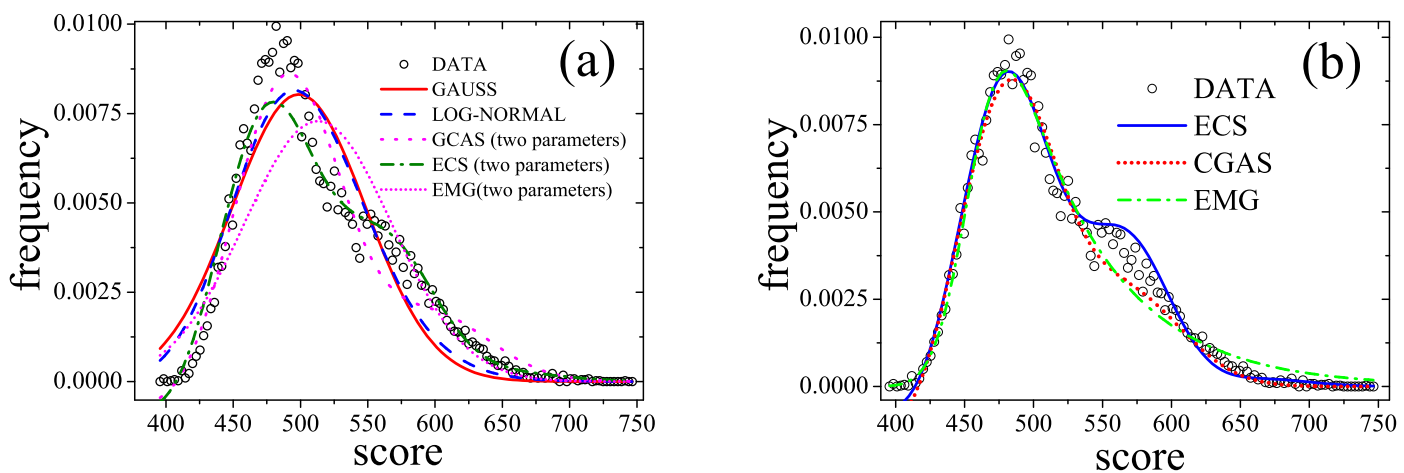 (a)
frequency
0.0100
0.0075
0.0050
0.0025
0.0000
DATA
GAUSS
LOG-NORMAL
GCAS (two parameters)
ECS (two parameters)
EMG(two parameters)
400 450 500 550 600 650 700 750
score
(b)
frequency
0.0100
0.0075
0.0050
0.0025
0.0000
DATA
ECS
CGAS
EMG
400 450 500 550 600 650 700 750
score